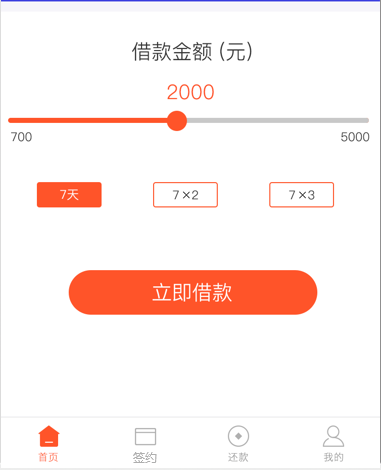 借款金额 (元)
2000
700 5000
7天 7×2 7×3
立即借款
首页 签约 还款 我的